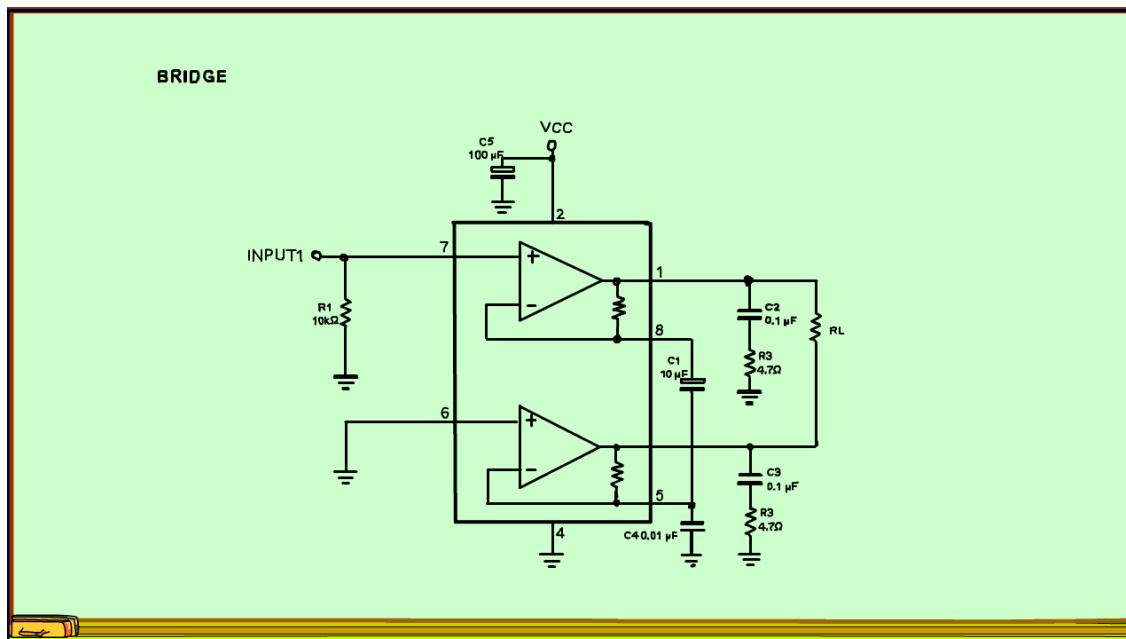 BRIDGE
VCC
C5
100 µF
2
INPUT1
7
+
−
1
R1
10kΩ
8
C2
0.1 µF
RL
C1
10 µF
R3
4.7Ω
6
+
−
5
C3
0.1 µF
R3
4.7Ω
4
C4 0.01 µF